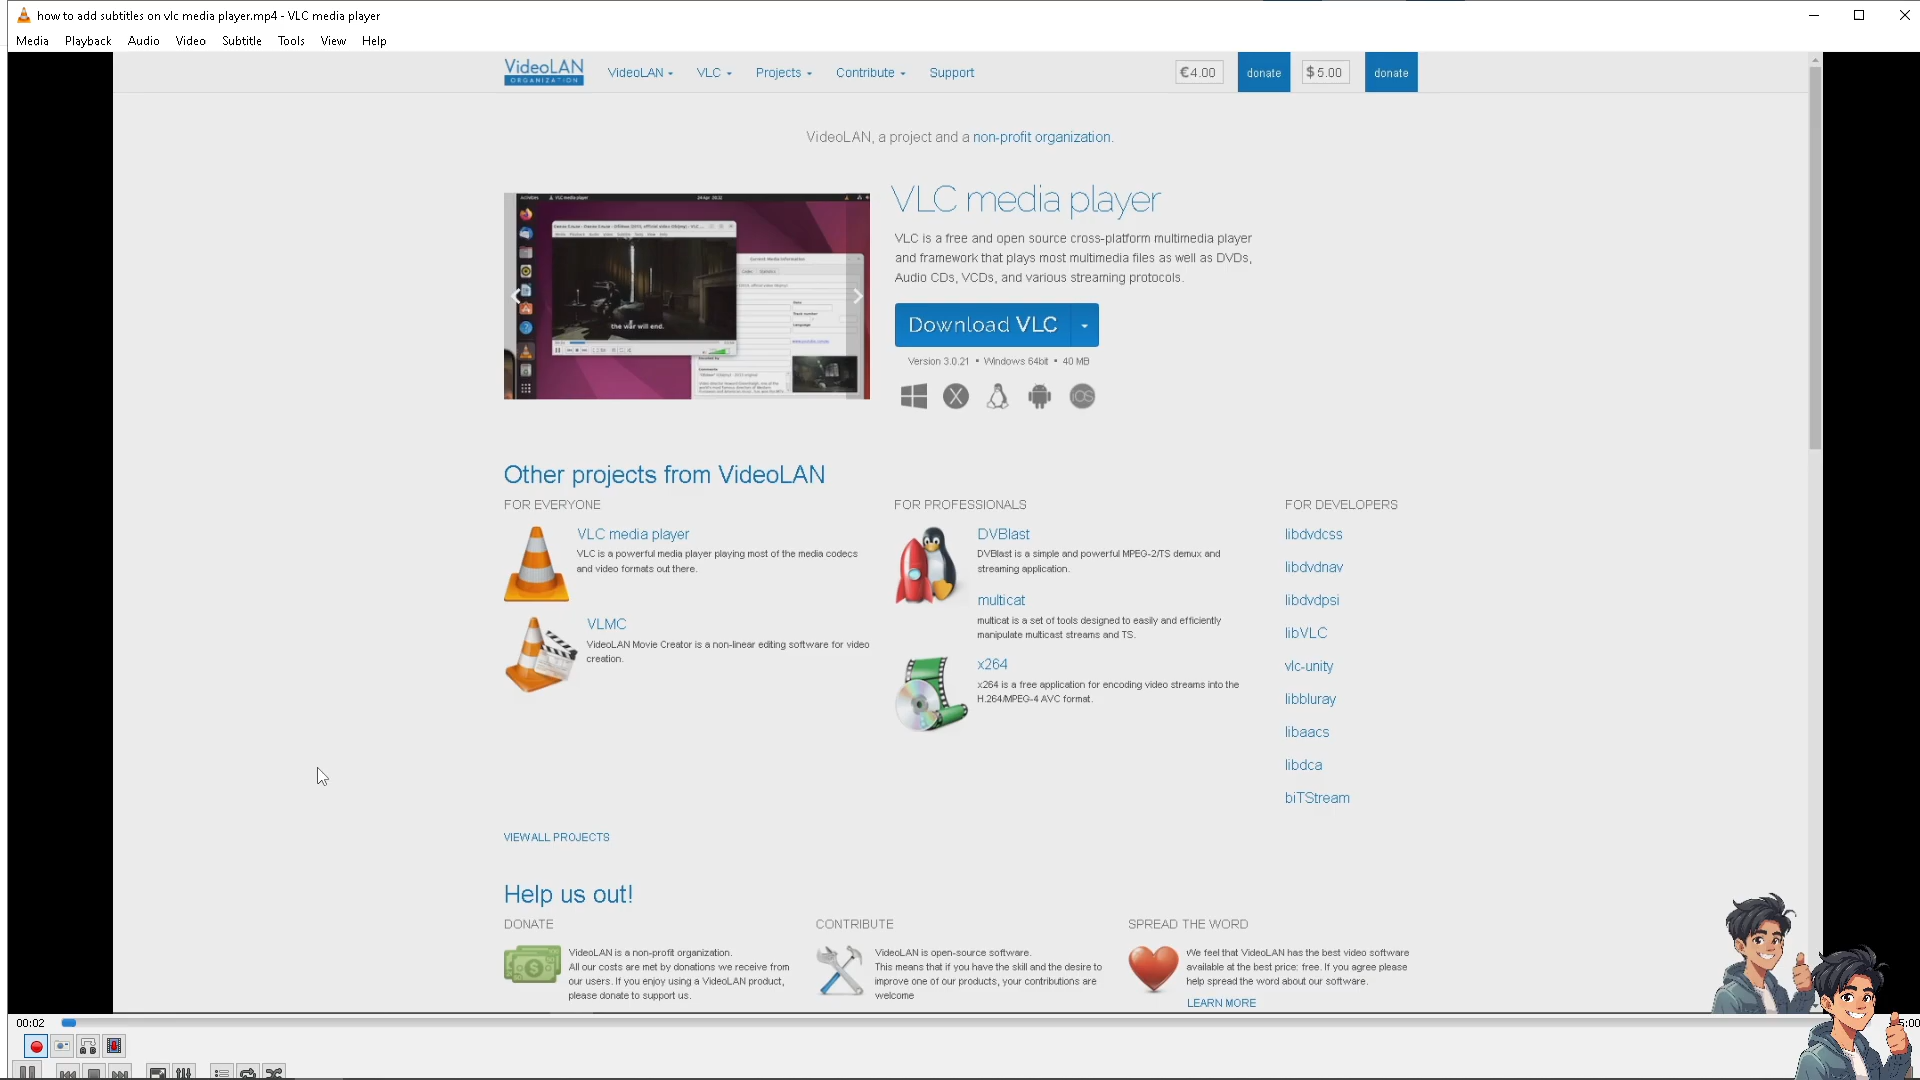 how to add subtitles on vlc media player.mp4 - VLC media player
Media Playback Audio Video Subtitle Tools View Help
VideoLAN
ORGANIZATION
VideoLAN VLC Projects Contribute Support
€ 4.00 donate $ 5.00 donate
VideoLAN, a project and a non-profit organization.
VLC media player
VLC is a free and open source cross-platform multimedia player
and framework that plays most multimedia files as well as DVDs,
Audio CDs, VCDs, and various streaming protocols.
the war will end.
Download VLC
Version 3.0.21 • Windows 64bit • 40 MB
iOS
Other projects from VideoLAN
FOR EVERYONE
VLC media player
VLC is a powerful media player playing most of the media codecs
and video formats out there.
VLMC
VideoLAN Movie Creator is a non-linear editing software for video
creation.
FOR PROFESSIONALS
DVBlast
DVBlast is a simple and powerful MPEG-2/TS demux and
streaming application.
multicat
multicat is a set of tools designed to easily and efficiently
manipulate multicast streams and TS.
x264
x264 is a free application for encoding video streams into the
H.264/MPEG-4 AVC format.
FOR DEVELOPERS
libdvdcss
libdvdnav
libdvdpsi
libVLC
vlc-unity
libbluray
libaacs
libdca
biTStream
VIEW ALL PROJECTS
Help us out!
DONATE
VideoLAN is a non-profit organization.
All our costs are met by donations we receive from
our users. If you enjoy using a VideoLAN product,
please donate to support us.
CONTRIBUTE
VideoLAN is open-source software.
This means that if you have the skill and the desire to
improve one of our products, your contributions are
welcome
SPREAD THE WORD
We feel that VideoLAN has the best video software
available at the best price: free. If you agree please
help spread the word about our software.
LEARN MORE
00:02